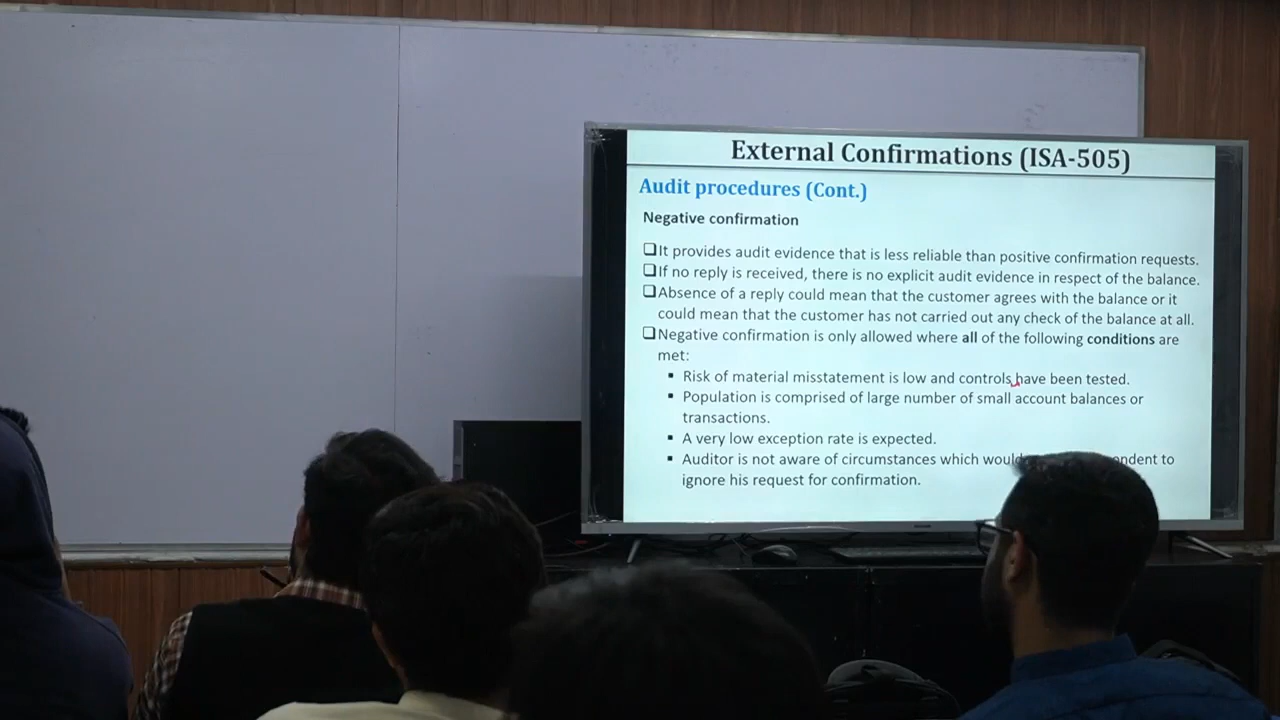 External Confirmations (ISA-505)
Audit procedures (Cont.)
Negative confirmation
❑It provides audit evidence that is less reliable than positive confirmation requests.
❑If no reply is received, there is no explicit audit evidence in respect of the balance.
❑Absence of a reply could mean that the customer agrees with the balance or it
could mean that the customer has not carried out any check of the balance at all.
❑Negative confirmation is only allowed where all of the following conditions are
met:
▪ Risk of material misstatement is low and controls have been tested.
▪ Population is comprised of large number of small account balances or
transactions.
▪ A very low exception rate is expected.
▪ Auditor is not aware of circumstances which to
ignore his request for confirmation.